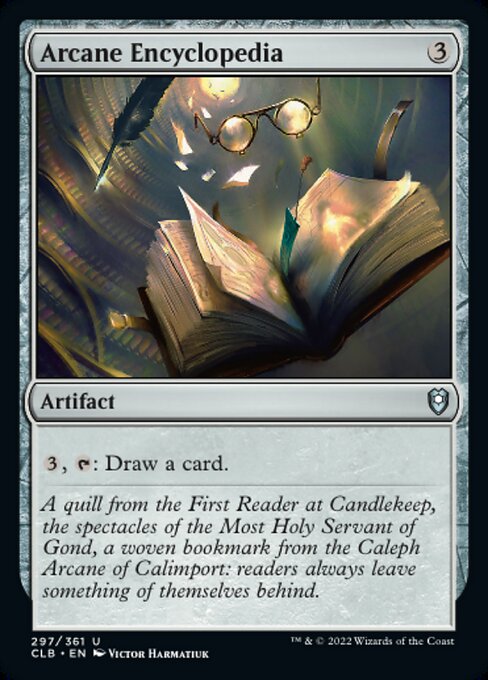 Arcane Encyclopedia 3
Artifact
3, : Draw a card.
A quill from the First Reader at Candlekeep,
the spectacles of the Most Holy Servant of
Gond, a woven bookmark from the Caleph
Arcane of Calimport: readers always leave
something of themselves behind.
297/361 U
CLB • EN Victor Harmatiuk
™ & © 2022 Wizards of the Coast